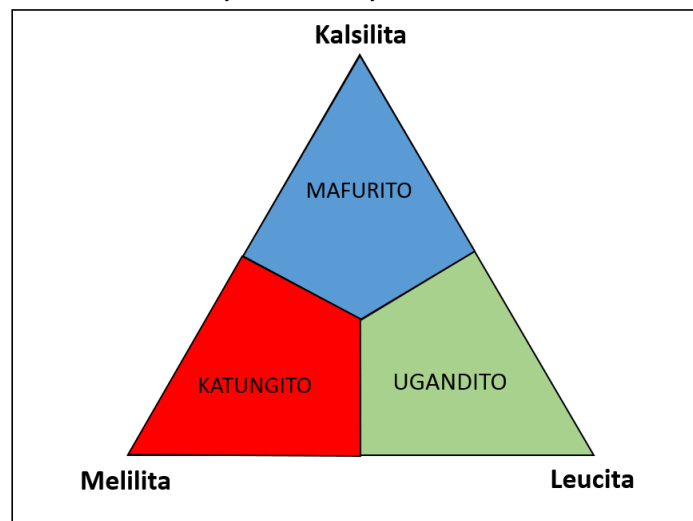 Kalsilita
MAFURITO
KATUNGITO
UGANDITO
Melilita
Leucita